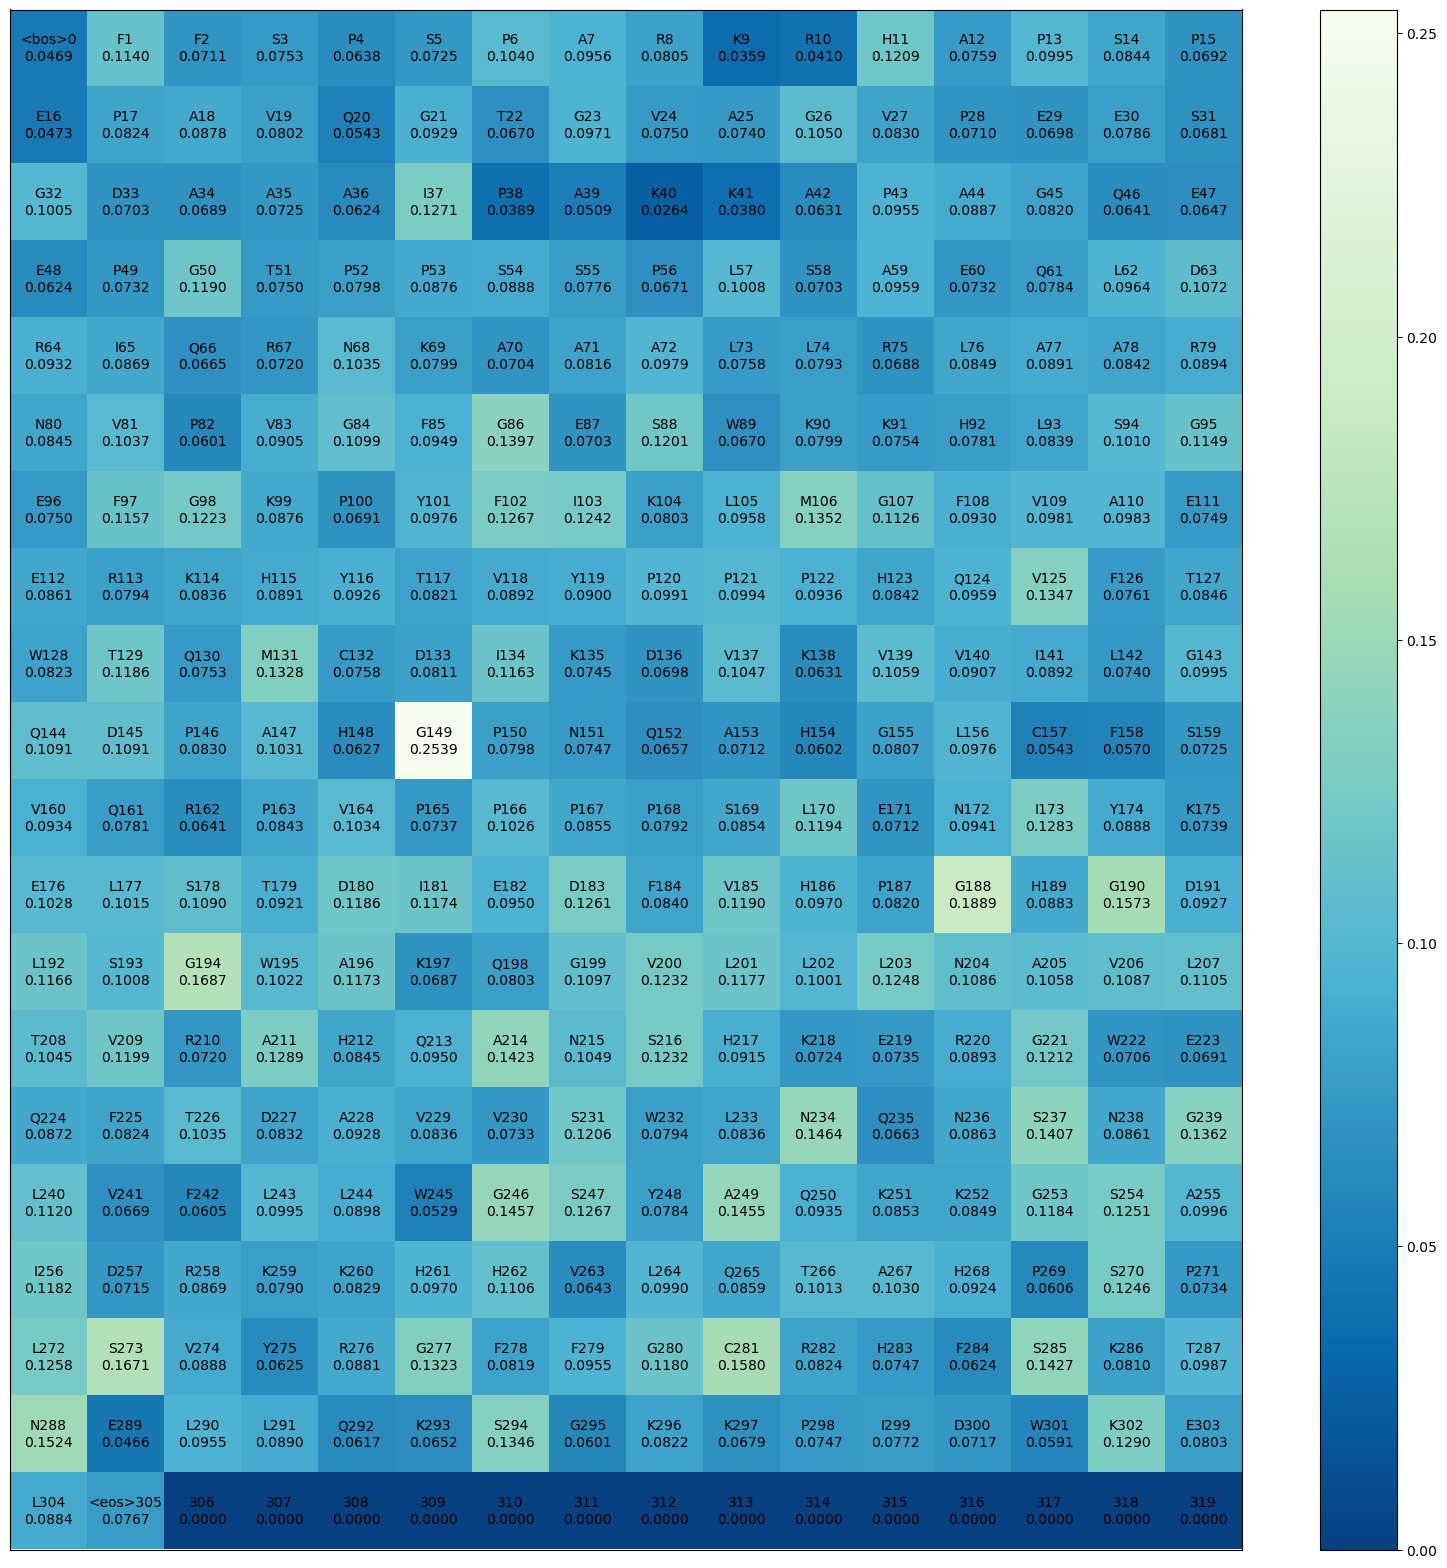 <bos>0 F1 F2 S3 P4 S5 P6 A7 R8 K9 R10 H11 A12 P13 S14 P15
0.0469 0.1140 0.0711 0.0753 0.0638 0.0725 0.1040 0.0956 0.0805 0.0359 0.0410 0.1209 0.0759 0.0995 0.0844 0.0692
E16 P17 A18 V19 Q20 G21 T22 G23 V24 A25 G26 V27 P28 E29 E30 S31
0.0473 0.0824 0.0878 0.0802 0.0543 0.0929 0.0670 0.0971 0.0750 0.0740 0.1050 0.0830 0.0710 0.0698 0.0786 0.0681
G32 D33 A34 A35 A36 I37 P38 A39 K40 K41 A42 P43 A44 G45 Q46 E47
0.1005 0.0703 0.0689 0.0725 0.0624 0.1271 0.0389 0.0509 0.0264 0.0380 0.0631 0.0955 0.0887 0.0820 0.0641 0.0647
E48 P49 G50 T51 P52 P53 S54 S55 P56 L57 S58 A59 E60 Q61 L62 D63
0.0624 0.0732 0.1190 0.0750 0.0798 0.0876 0.0888 0.0776 0.0671 0.1008 0.0703 0.0959 0.0732 0.0784 0.0964 0.1072
R64 I65 Q66 R67 N68 K69 A70 A71 A72 L73 L74 R75 L76 A77 A78 R79
0.0932 0.0869 0.0665 0.0720 0.1035 0.0799 0.0704 0.0816 0.0979 0.0758 0.0793 0.0688 0.0849 0.0891 0.0842 0.0894
N80 V81 P82 V83 G84 F85 G86 E87 S88 W89 K90 K91 H92 L93 S94 G95
0.0845 0.1037 0.0601 0.0905 0.1099 0.0949 0.1397 0.0703 0.1201 0.0670 0.0799 0.0754 0.0781 0.0839 0.1010 0.1149
E96 F97 G98 K99 P100 Y101 F102 I103 K104 L105 M106 G107 F108 V109 A110 E111
0.0750 0.1157 0.1223 0.0876 0.0691 0.0976 0.1267 0.1242 0.0803 0.0958 0.1352 0.1126 0.0930 0.0981 0.0983 0.0749
E112 R113 K114 H115 Y116 T117 V118 Y119 P120 P121 P122 H123 Q124 V125 F126 T127
0.0861 0.0794 0.0836 0.0891 0.0926 0.0821 0.0892 0.0900 0.0991 0.0994 0.0936 0.0842 0.0959 0.1347 0.0761 0.0846
W128 T129 Q130 M131 C132 D133 I134 K135 D136 V137 K138 V139 V140 I141 L142 G143
0.0823 0.1186 0.0753 0.1328 0.0758 0.0811 0.1163 0.0745 0.0698 0.1047 0.0631 0.1059 0.0907 0.0892 0.0740 0.0995
Q144 D145 P146 A147 H148 G149 P150 N151 Q152 A153 H154 G155 L156 C157 F158 S159
0.1091 0.1091 0.0830 0.1031 0.0627 0.2539 0.0798 0.0747 0.0657 0.0712 0.0602 0.0807 0.0976 0.0543 0.0570 0.0725
V160 Q161 R162 P163 V164 P165 P166 P167 P168 S169 L170 E171 N172 I173 Y174 K175
0.0934 0.0781 0.0641 0.0843 0.1034 0.0737 0.1026 0.0855 0.0792 0.0854 0.1194 0.0712 0.0941 0.1283 0.0888 0.0739
E176 L177 S178 T179 D180 I181 E182 D183 F184 V185 H186 P187 G188 H189 G190 D191
0.1028 0.1015 0.1090 0.0921 0.1186 0.1174 0.0950 0.1261 0.0840 0.1190 0.0970 0.0820 0.1889 0.0883 0.1573 0.0927
L192 S193 G194 W195 A196 K197 Q198 G199 V200 L201 L202 L203 N204 A205 V206 L207
0.1166 0.1008 0.1687 0.1022 0.1173 0.0687 0.0803 0.1097 0.1232 0.1177 0.1001 0.1248 0.1086 0.1058 0.1087 0.1105
T208 V209 R210 A211 H212 Q213 A214 N215 S216 H217 K218 E219 R220 G221 W222 E223
0.1045 0.1199 0.0720 0.1289 0.0845 0.0950 0.1423 0.1049 0.1232 0.0915 0.0724 0.0735 0.0893 0.1212 0.0706 0.0691
Q224 F225 T226 D227 A228 V229 V230 S231 W232 L233 N234 Q235 N236 S237 N238 G239
0.0872 0.0824 0.1035 0.0832 0.0928 0.0836 0.0733 0.1206 0.0794 0.0836 0.1464 0.0663 0.0863 0.1407 0.0861 0.1362
L240 V241 F242 L243 L244 W245 G246 S247 Y248 A249 Q250 K251 K252 G253 S254 A255
0.1120 0.0669 0.0605 0.0995 0.0898 0.0529 0.1457 0.1267 0.0784 0.1455 0.0935 0.0853 0.0849 0.1184 0.1251 0.0996
I256 D257 R258 K259 K260 H261 H262 V263 L264 Q265 T266 A267 H268 P269 S270 P271
0.1182 0.0715 0.0869 0.0790 0.0829 0.0970 0.1106 0.0643 0.0990 0.0859 0.1013 0.1030 0.0924 0.0606 0.1246 0.0734
L272 S273 V274 Y275 R276 G277 F278 F279 G280 C281 R282 H283 F284 S285 K286 T287
0.1258 0.1671 0.0888 0.0625 0.0881 0.1323 0.0819 0.0955 0.1180 0.1580 0.0824 0.0747 0.0624 0.1427 0.0810 0.0987
N288 E289 L290 L291 Q292 K293 S294 G295 K296 K297 P298 I299 D300 W301 K302 E303
0.1524 0.0466 0.0955 0.0890 0.0617 0.0652 0.1346 0.0601 0.0822 0.0679 0.0747 0.0772 0.0717 0.0591 0.1290 0.0803
L304 <eos>305 306 307 308 309 310 311 312 313 314 315 316 317 318 319
0.0884 0.0767 0.0000 0.0000 0.0000 0.0000 0.0000 0.0000 0.0000 0.0000 0.0000 0.0000 0.0000 0.0000 0.0000 0.0000
0.25
0.20
0.15
0.10
0.05
0.00